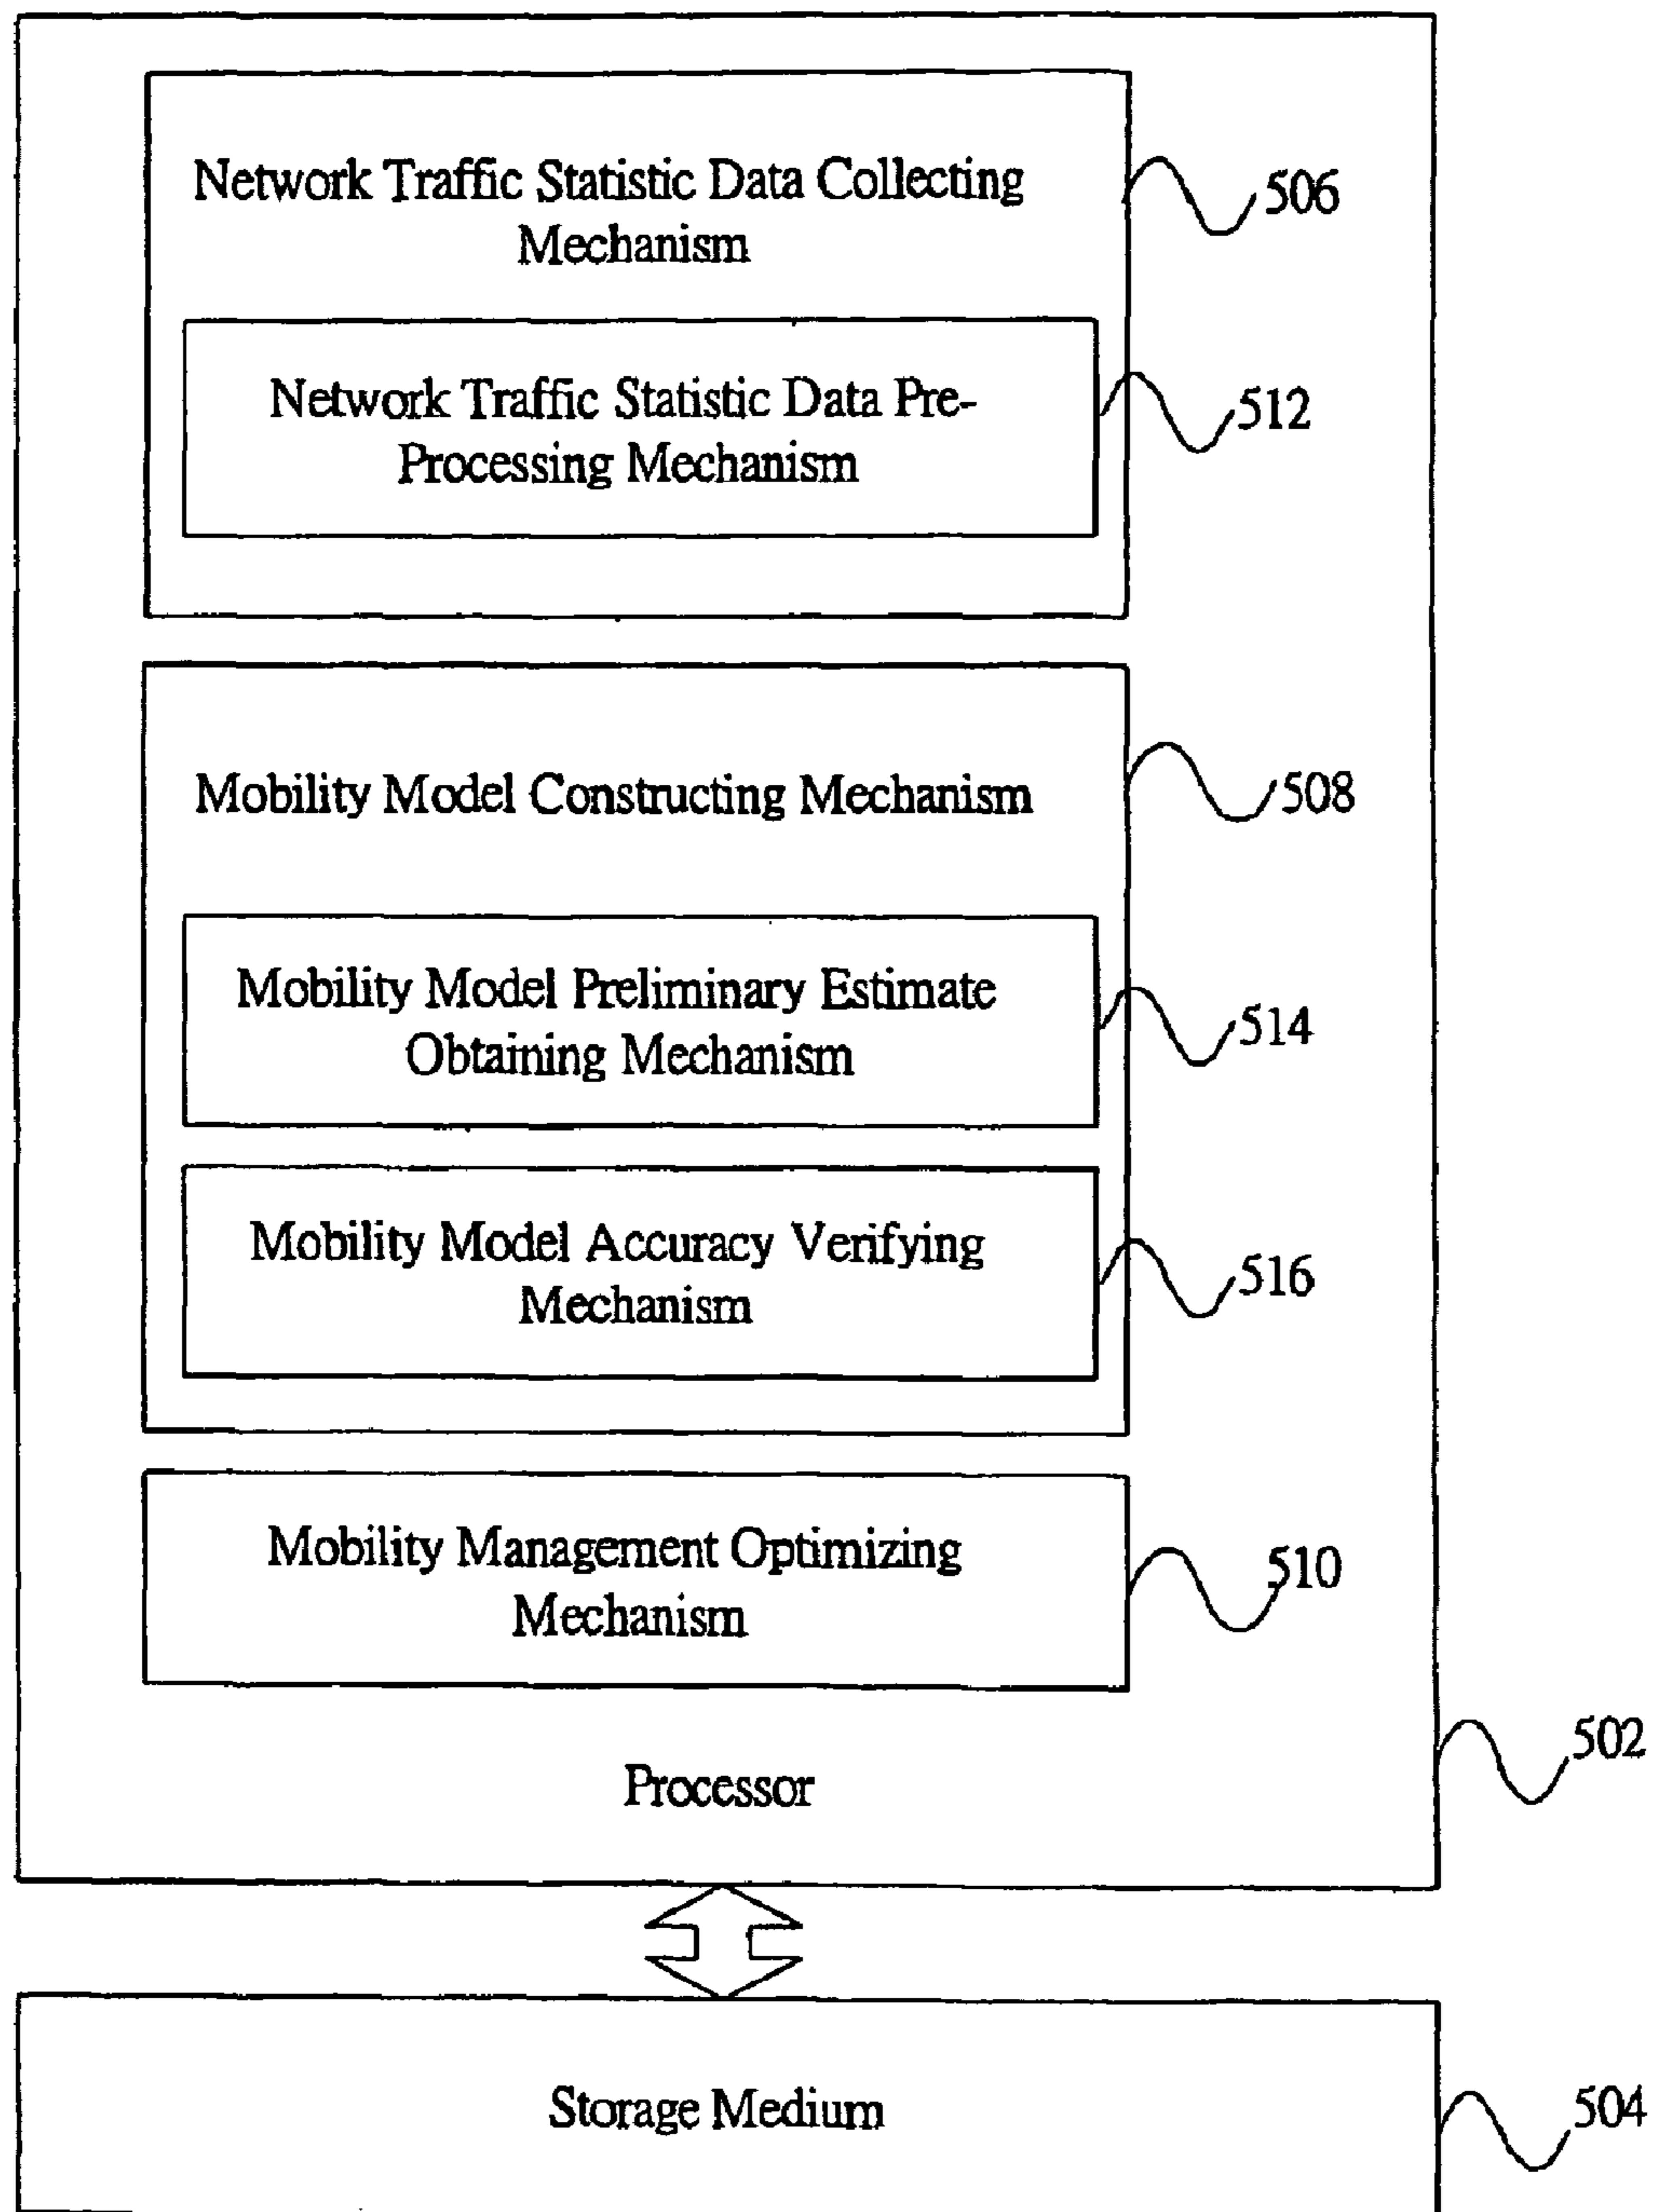 Network Traffic Statistic Data Collecting
Mechanism
506
Network Traffic Statistic Data Pre-
Processing Mechanism
512
Mobility Model Constructing Mechanism
508
Mobility Model Preliminary Estimate
Obtaining Mechanism
514
Mobility Model Accuracy Verifying
Mechanism
516
Mobility Management Optimizing
Mechanism
510
502
Processor
Storage Medium
504